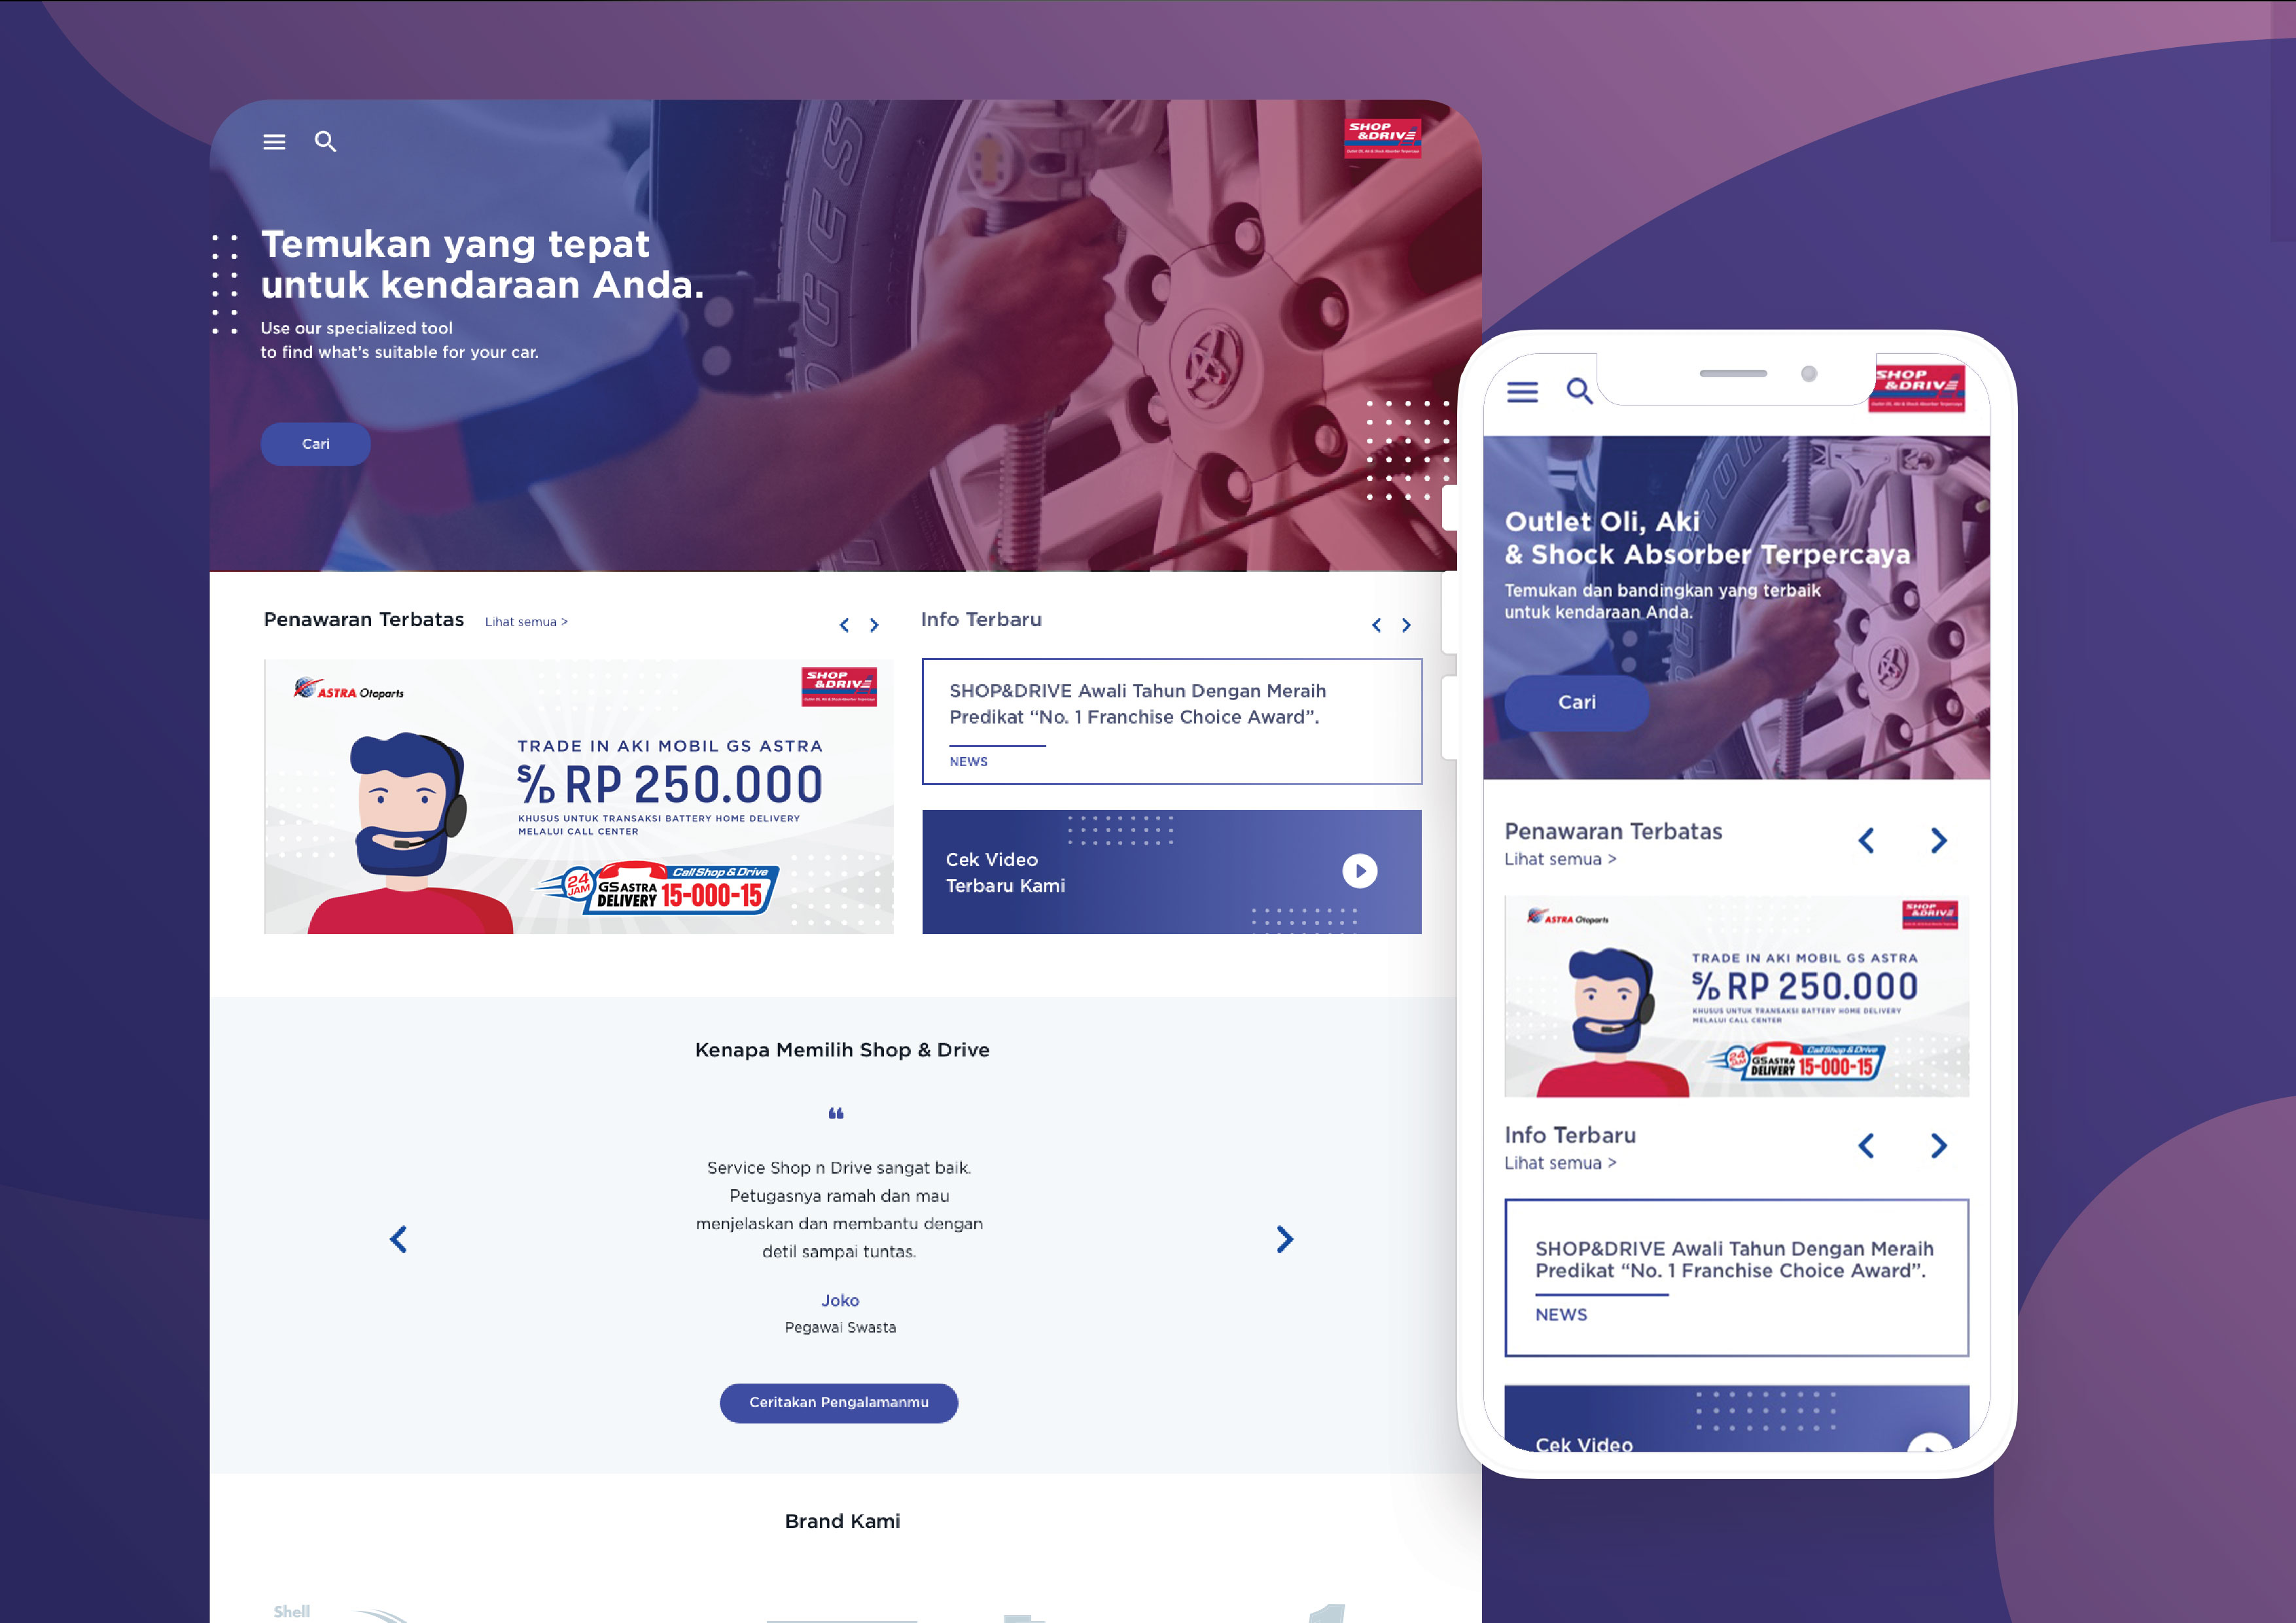 SHOP
&DRIVE
Temukan yang tepat
untuk kendaraan Anda.
Use our specialized tool
to find what's suitable for your car.
Cari
Penawaran Terbatas
Lihat semua >
ASTRA Otoparts
SHOP
&DRIVE
TRADE IN AKI MOBIL GS ASTRA
S/D RP 250.000
KHUSUS UNTUK TRANSAKSI BATTERY HOME DELIVERY
MELALUI CALL CENTER
24
JAM
Call Shop & Drive
GS ASTRA
DELIVERY 15-000-15
Info Terbaru
SHOP&DRIVE Awali Tahun Dengan Meraih
Predikat “No. 1 Franchise Choice Award”.
NEWS
Cek Video
Terbaru Kami
Kenapa Memilih Shop & Drive
“
Service Shop n Drive sangat baik.
Petugasnya ramah dan mau
menjelaskan dan membantu dengan
detil sampai tuntas.
Joko
Pegawai Swasta
Ceritakan Pengalamanmu
Brand Kami
Shell
SHOP
&DRIVE
Outlet Oli, Aki
& Shock Absorber Terpercaya
Temukan dan bandingkan yang terbaik
untuk kendaraan Anda.
Cari
Penawaran Terbatas
Lihat semua >
ASTRA Otoparts
SHOP
&DRIVE
TRADE IN AKI MOBIL GS ASTRA
S/D RP 250.000
KHUSUS UNTUK TRANSAKSI BATTERY HOME DELIVERY
MELALUI CALL CENTER
24
JAM
Call Shop & Drive
GS ASTRA
DELIVERY 15-000-15
Info Terbaru
Lihat semua >
SHOP&DRIVE Awali Tahun Dengan Meraih
Predikat “No. 1 Franchise Choice Award”.
NEWS
Cek Video